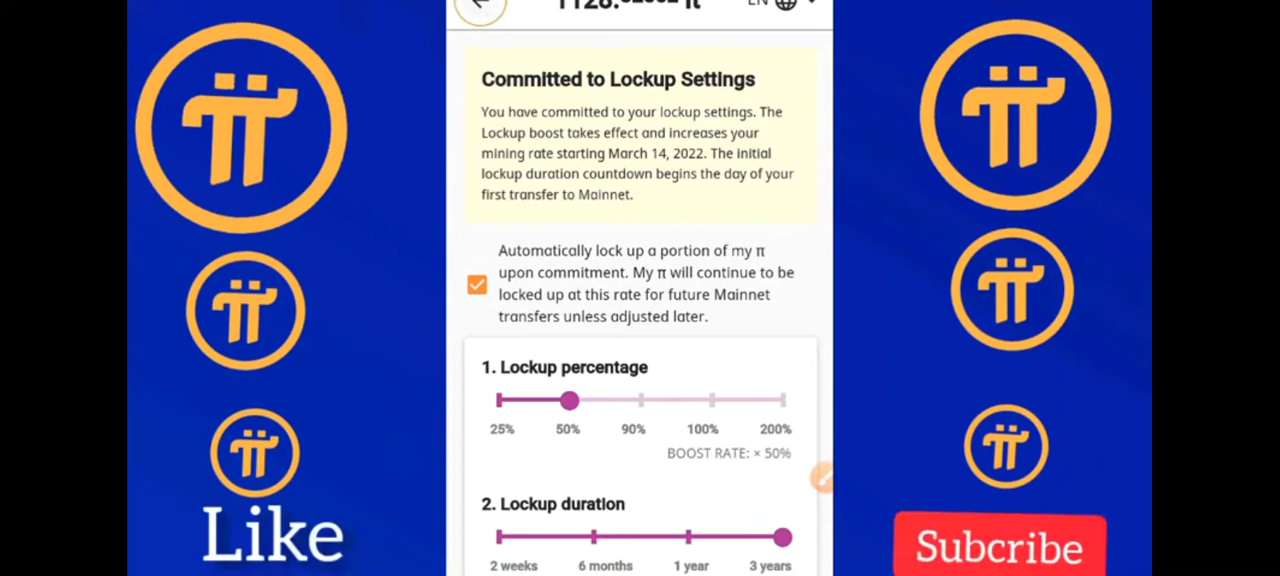 EN
Committed to Lockup Settings
You have committed to your lockup settings. The
Lockup boost takes effect and increases your
mining rate starting March 14, 2022. The initial
lockup duration countdown begins the day of your
first transfer to Mainnet.
Automatically lock up a portion of my π
upon commitment. My π will continue to be
locked up at this rate for future Mainnet
transfers unless adjusted later.
1. Lockup percentage
25% 50% 90% 100% 200%
BOOST RATE: × 50%
2. Lockup duration
2 weeks 6 months 1 year 3 years
Like
Subcribe